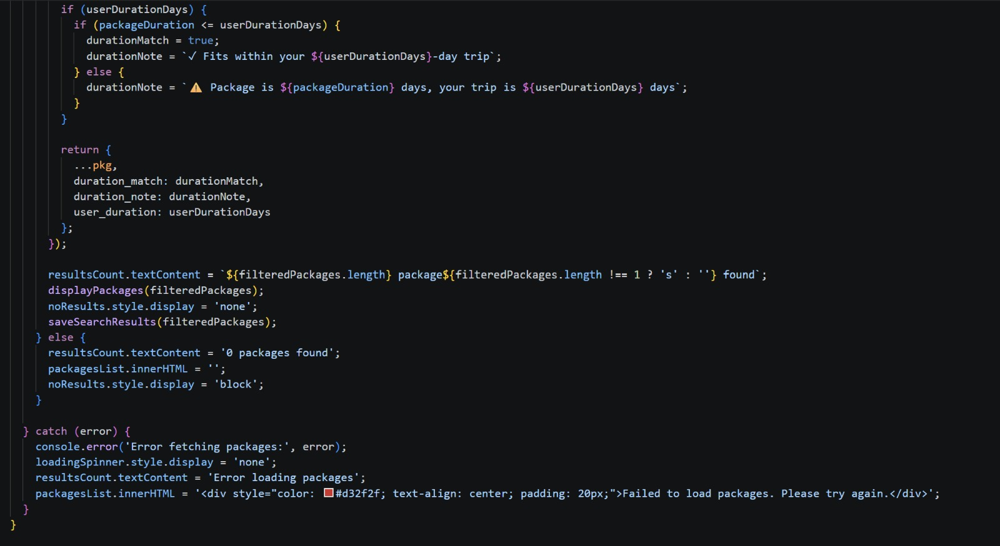 if (userDurationDays) {
if (packageDuration <= userDurationDays) {
durationMatch = true;
durationNote = `✓ Fits within your ${userDurationDays}-day trip`;
} else {
durationNote = `⚠️ Package is ${packageDuration} days, your trip is ${userDurationDays} days`;
}
}
return {
...pkg,
duration_match: durationMatch,
duration_note: durationNote,
user_duration: userDurationDays
};
});
resultsCount.textContent = `${filteredPackages.length} package${filteredPackages.length !== 1 ? 's' : ''} found`;
displayPackages(filteredPackages);
noResults.style.display = 'none';
saveSearchResults(filteredPackages);
} else {
resultsCount.textContent = '0 packages found';
packagesList.innerHTML = '';
noResults.style.display = 'block';
}
} catch (error) {
console.error('Error fetching packages:', error);
loadingSpinner.style.display = 'none';
resultsCount.textContent = 'Error loading packages';
packagesList.innerHTML = '<div style="color: #d32f2f; text-align: center; padding: 20px;">Failed to load packages. Please try again.</div>';
}
}